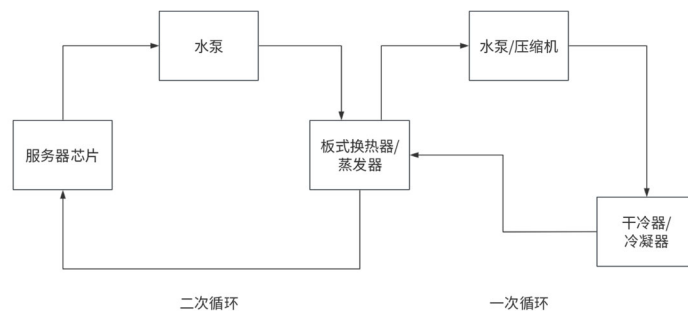 水泵
水泵/压缩机
服务器芯片
板式换热器/
蒸发器
干冷器/
冷凝器
二次循环
一次循环